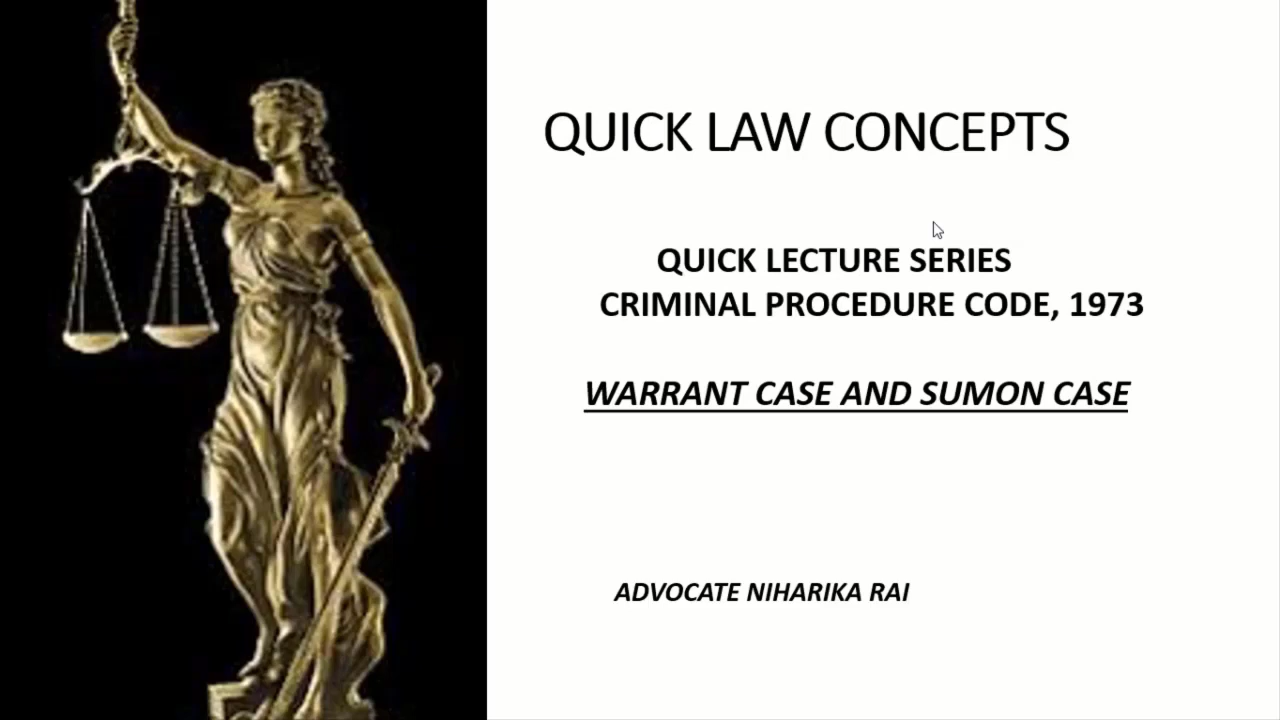 QUICK LAW CONCEPTS
QUICK LECTURE SERIES
CRIMINAL PROCEDURE CODE, 1973
WARRANT CASE AND SUMON CASE
ADVOCATE NIHARIKA RAI